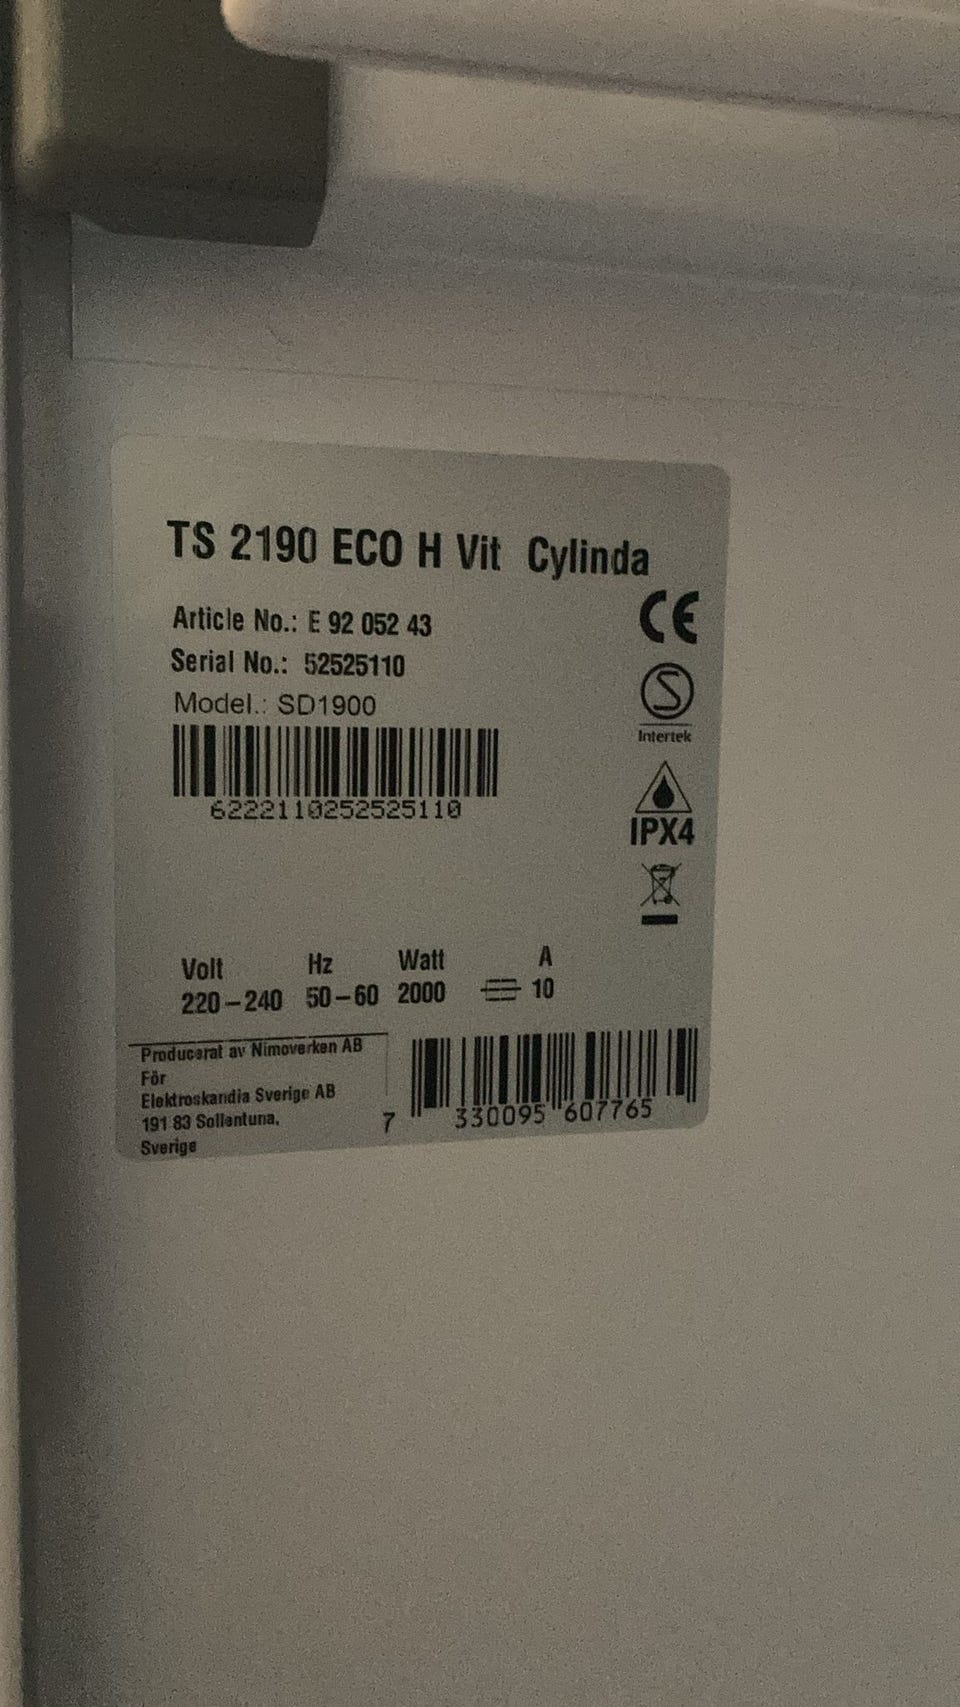 TS 2190 ECO H Vit Cylinda
Article No.: E 92 052 43
Serial No.: 52525110
Model.: SD1900
6222110252525110
CE
S
Intertek
IPX4
Volt Hz Watt A
220-240 50-60 2000 10
Producerat av Nimoverken AB
För
Elektroskandia Sverige AB
191 83 Sollentuna,
Sverige
7 330095 607765